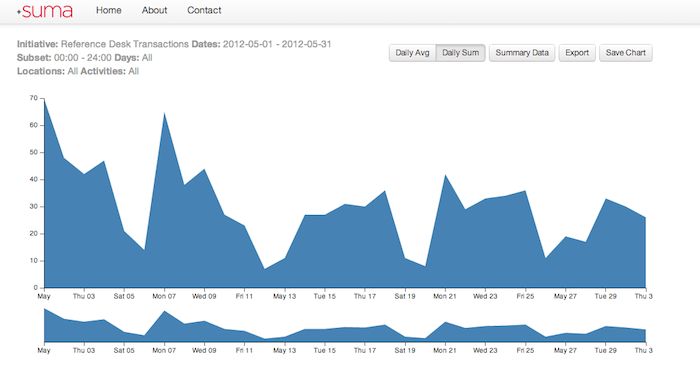 +suma Home About Contact
Initiative: Reference Desk Transactions Dates: 2012-05-01 - 2012-05-31
Subset: 00:00 - 24:00 Days: All
Locations: All Activities: All
Daily Avg Daily Sum Summary Data Export Save Chart
70
60
50
40
30
20
10
0
May Thu 03 Sat 05 Mon 07 Wed 09 Fri 11 May 13 Tue 15 Thu 17 Sat 19 Mon 21 Wed 23 Fri 25 May 27 Tue 29 Thu 3
May Thu 03 Sat 05 Mon 07 Wed 09 Fri 11 May 13 Tue 15 Thu 17 Sat 19 Mon 21 Wed 23 Fri 25 May 27 Tue 29 Thu 3